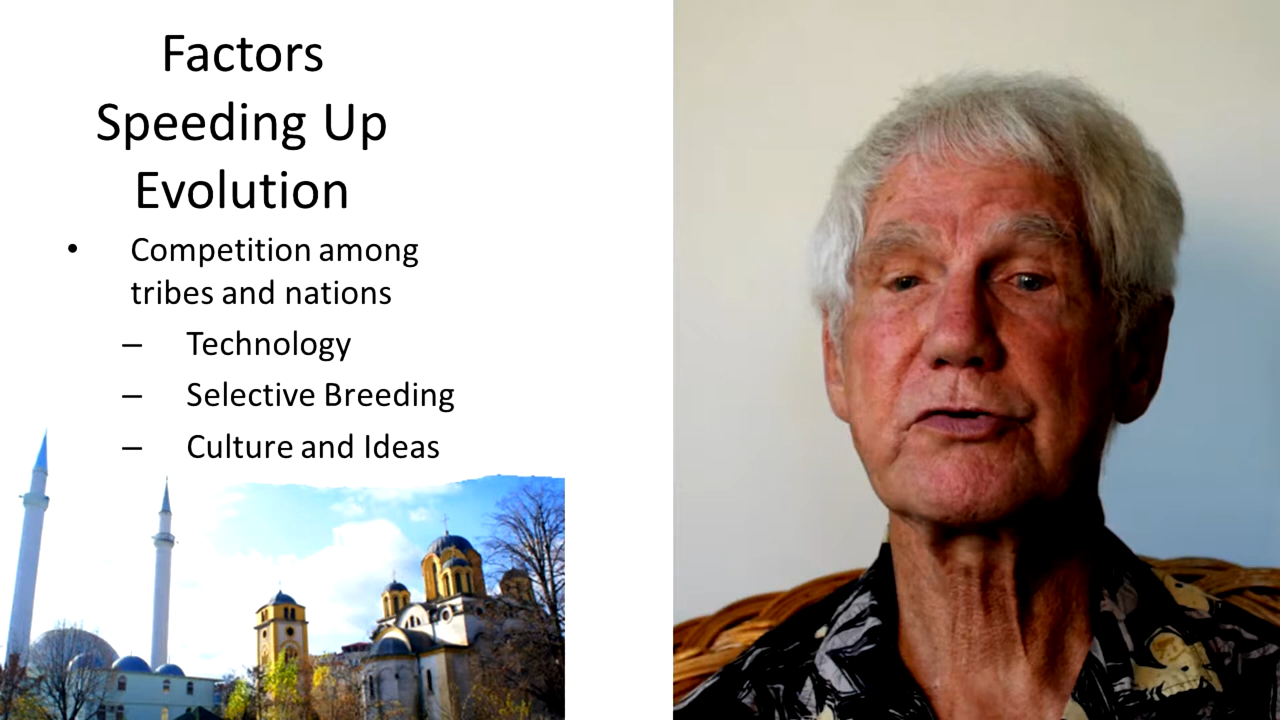 Factors
Speeding Up
Evolution
• Competition among
tribes and nations
– Technology
– Selective Breeding
– Culture and Ideas